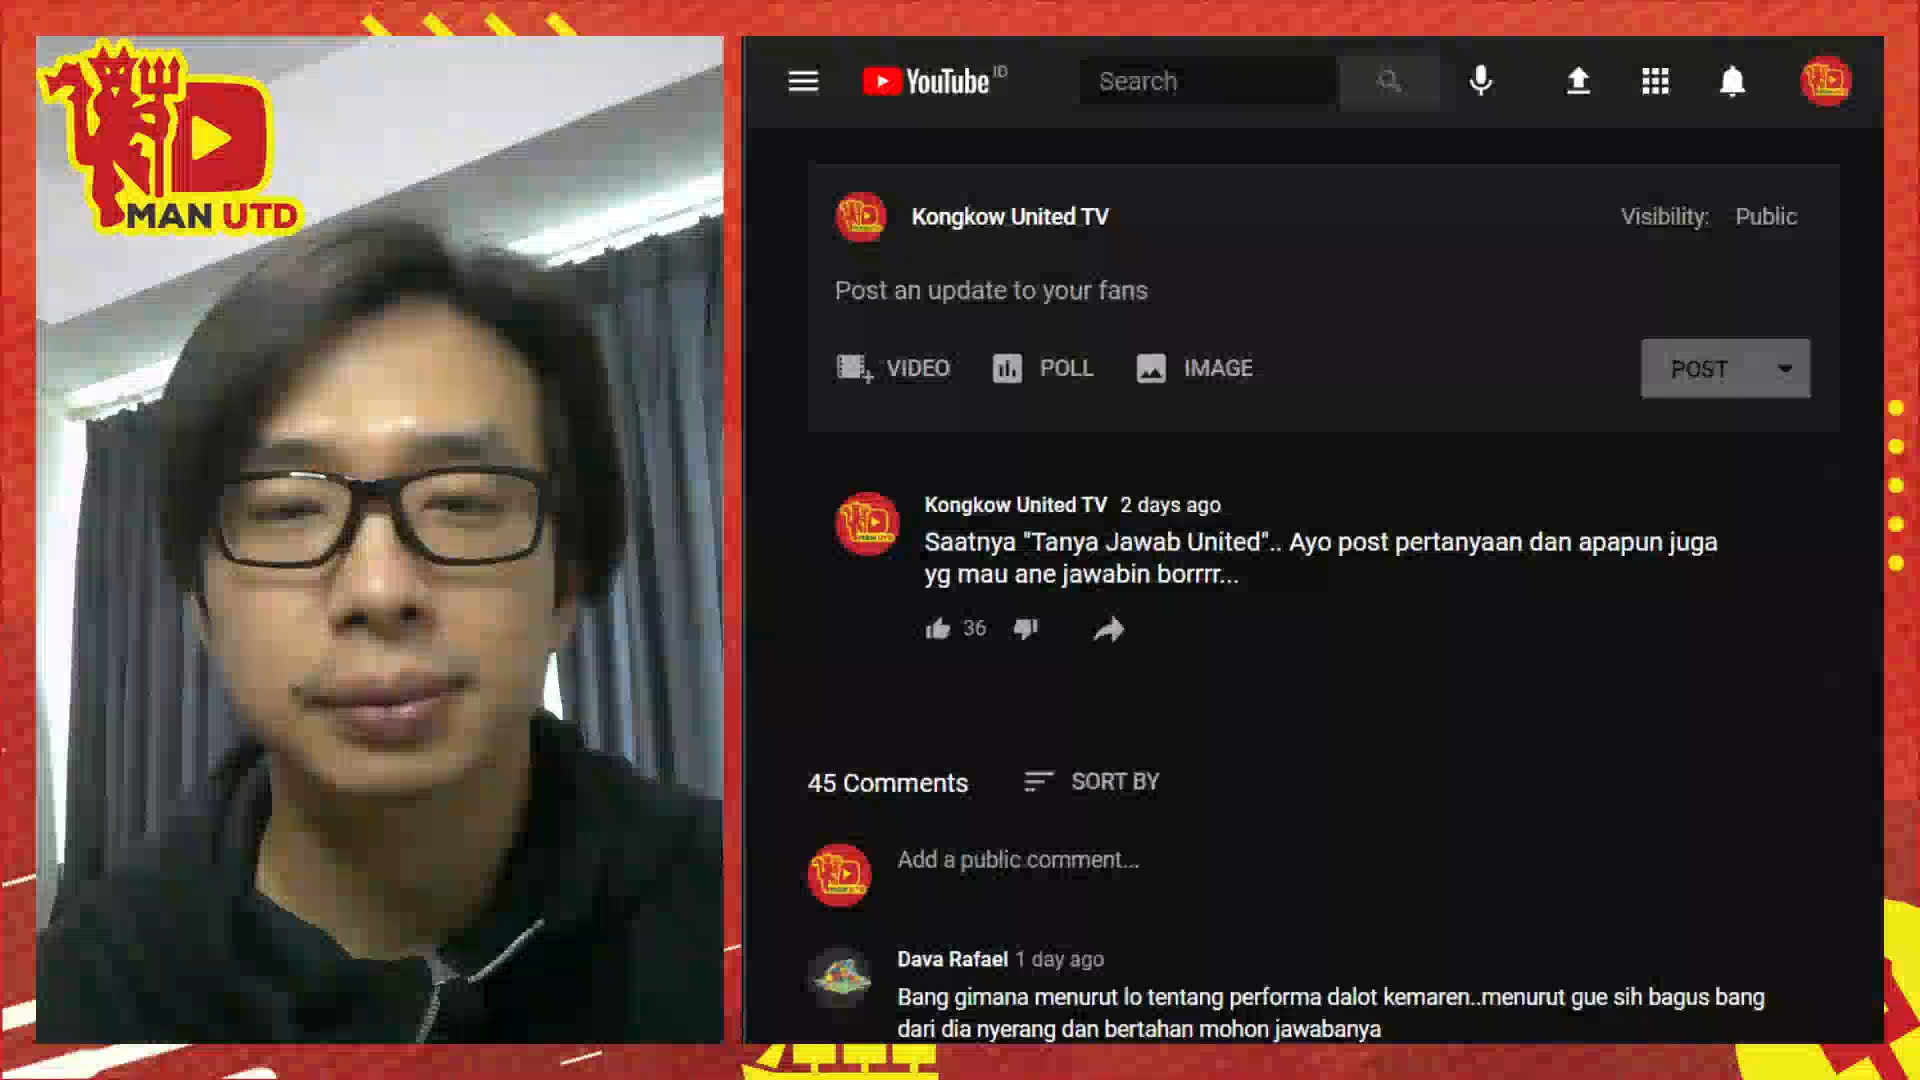 MAN UTD
YouTube ID
Search
Kongkow United TV
Visibility: Public
Post an update to your fans
VIDEO POLL IMAGE
POST
Kongkow United TV 2 days ago
Saatnya "Tanya Jawab United".. Ayo post pertanyaan dan apapun juga
yg mau ane jawabin borrrr...
36
45 Comments SORT BY
Add a public comment...
Dava Rafael 1 day ago
Bang gimana menurut lo tentang performa dalot kemaren..menurut gue sih bagus bang
dari dia nyerang dan bertahan mohon jawabanya